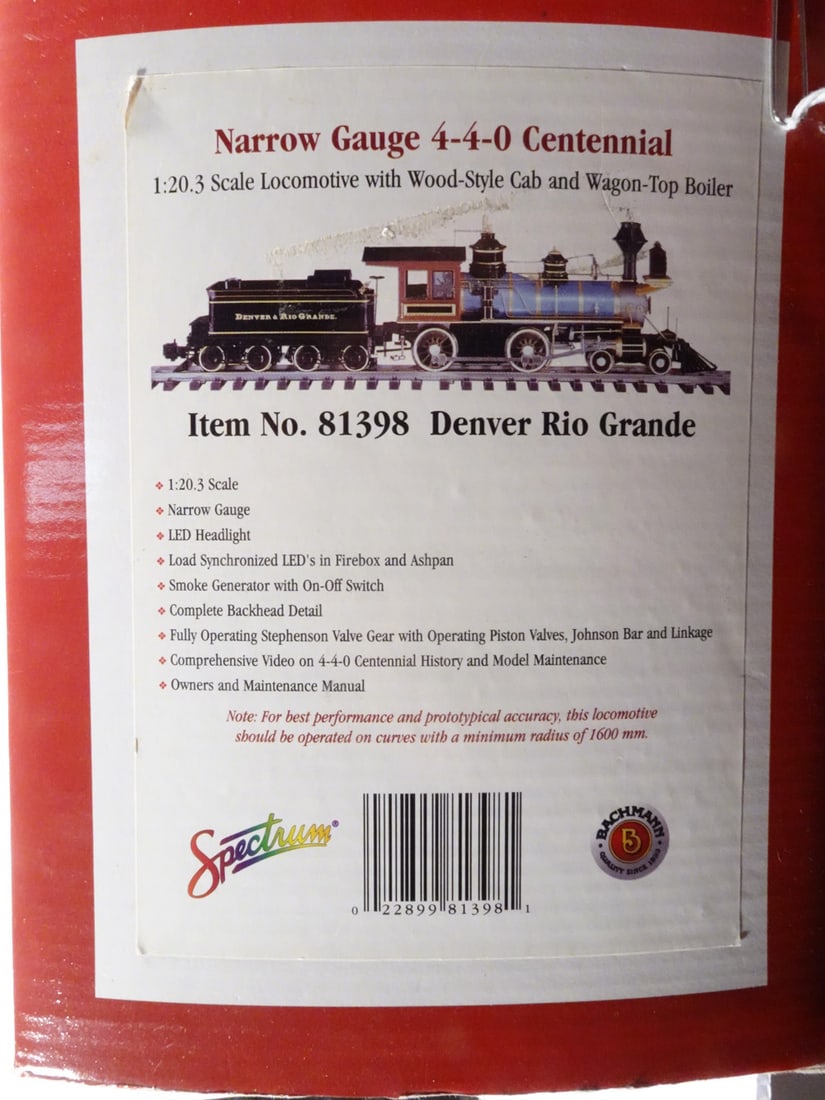 Narrow Gauge 4-4-0 Centennial
1:20.3 Scale Locomotive with Wood-Style Cab and Wagon-Top Boiler
DENVER & RIO GRANDE.
Item No. 81398 Denver Rio Grande
❖ 1:20.3 Scale
❖ Narrow Gauge
❖ LED Headlight
❖ Load Synchronized LED's in Firebox and Ashpan
❖ Smoke Generator with On-Off Switch
❖ Complete Backhead Detail
❖ Fully Operating Stephenson Valve Gear with Operating Piston Valves, Johnson Bar and Linkage
❖ Comprehensive Video on 4-4-0 Centennial History and Model Maintenance
❖ Owners and Maintenance Manual
Note: For best performance and prototypical accuracy, this locomotive
should be operated on curves with a minimum radius of 1600 mm.
Spectrum®
0 22899 81398 1
BACHMANN
B
QUALITY SINCE 1833